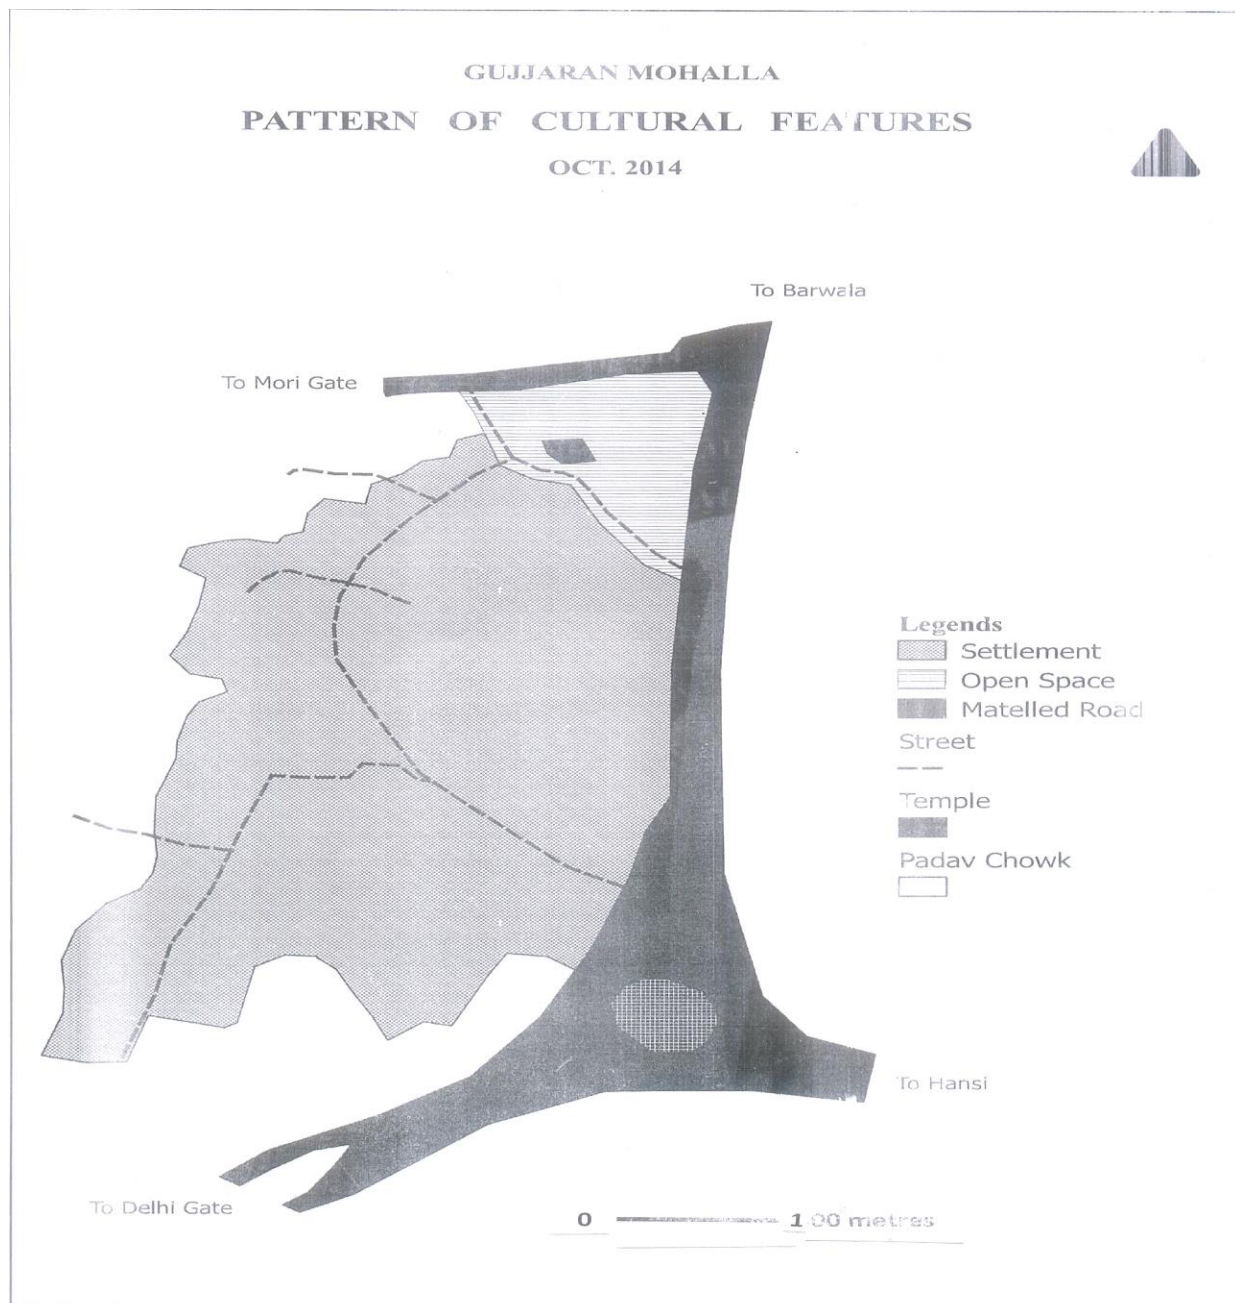 GUJJARAN MOHALLA
PATTERN OF CULTURAL FEATURES
OCT. 2014
To Barwala
To Mori Gate
Legends
Settlement
Open Space
Matelled Road
Street
Temple
Padav Chowk
To Hansi
To Delhi Gate
0 100 metres